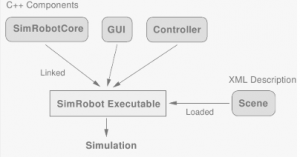 C++ Components
SimRobotCore
GUI
Controller
Linked
XML Description
SimRobot Executable
Loaded
Scene
Simulation